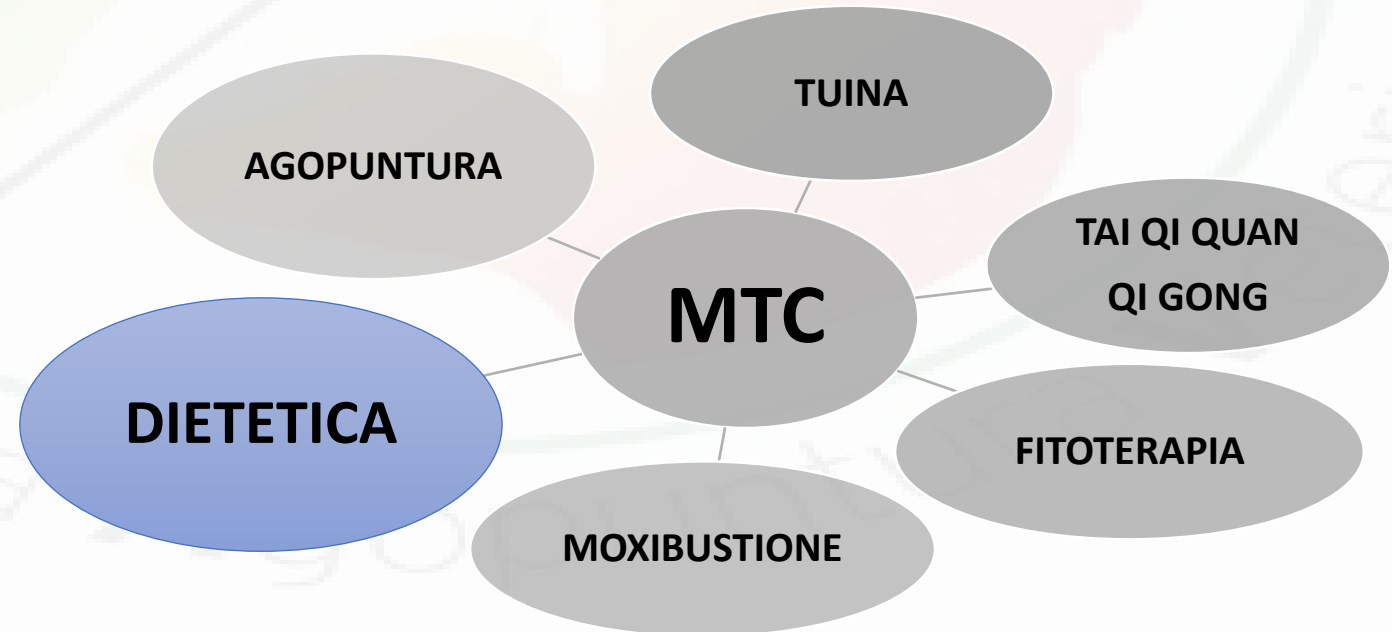 TUINA
AGOPUNTURA
TAI QI QUAN
QI GONG
MTC
DIETETICA
FITOTERAPIA
MOXIBUSTIONE